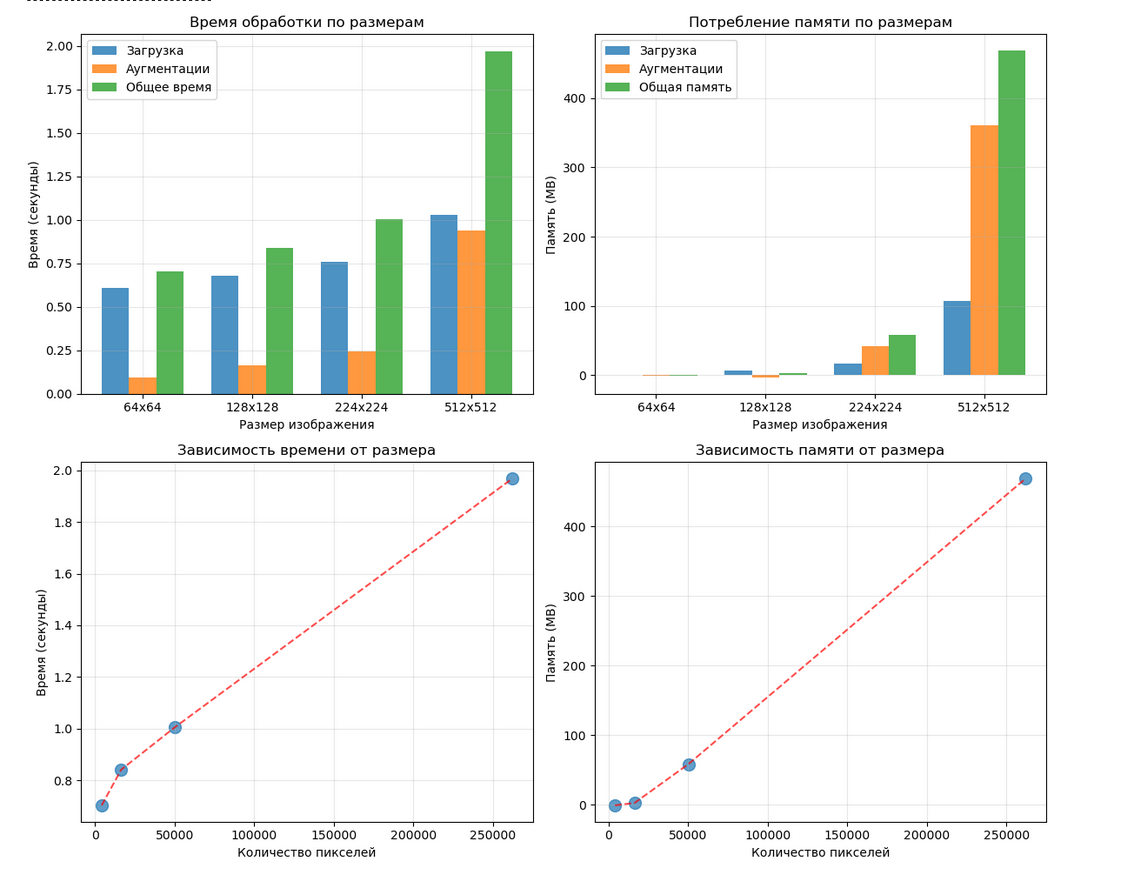 Время обработки по размерам
Загрузка
Аугментации
Общее время
Время (секунды)
2.00
1.75
1.50
1.25
1.00
0.75
0.50
0.25
0.00
64x64 128x128 224x224 512x512
Размер изображения
Потребление памяти по размерам
Загрузка
Аугментации
Общая память
Память (MB)
400
300
200
100
0
64x64 128x128 224x224 512x512
Размер изображения
Зависимость времени от размера
Время (секунды)
2.0
1.8
1.6
1.4
1.2
1.0
0.8
0 50000 100000 150000 200000 250000
Количество пикселей
Зависимость памяти от размера
Память (MB)
400
300
200
100
0
0 50000 100000 150000 200000 250000
Количество пикселей